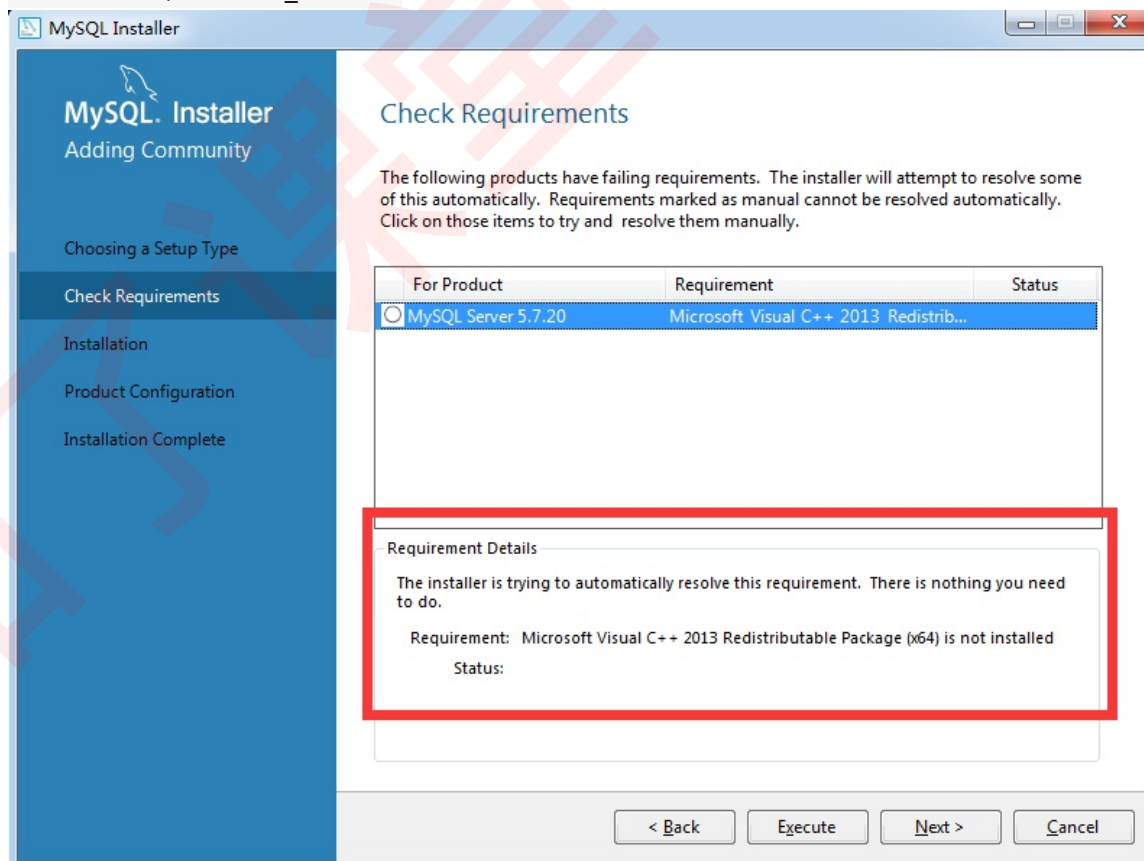 MySQL Installer
MySQL. Installer
Adding Community
Choosing a Setup Type
Check Requirements
Installation
Product Configuration
Installation Complete
Check Requirements
The following products have failing requirements. The installer will attempt to resolve some
of this automatically. Requirements marked as manual cannot be resolved automatically.
Click on those items to try and resolve them manually.
For Product Requirement Status
MySQL Server 5.7.20 Microsoft Visual C++ 2013 Redistrib...
Requirement Details
The installer is trying to automatically resolve this requirement. There is nothing you need
to do.
Requirement: Microsoft Visual C++ 2013 Redistributable Package (x64) is not installed
Status:
< Back Execute Next > Cancel